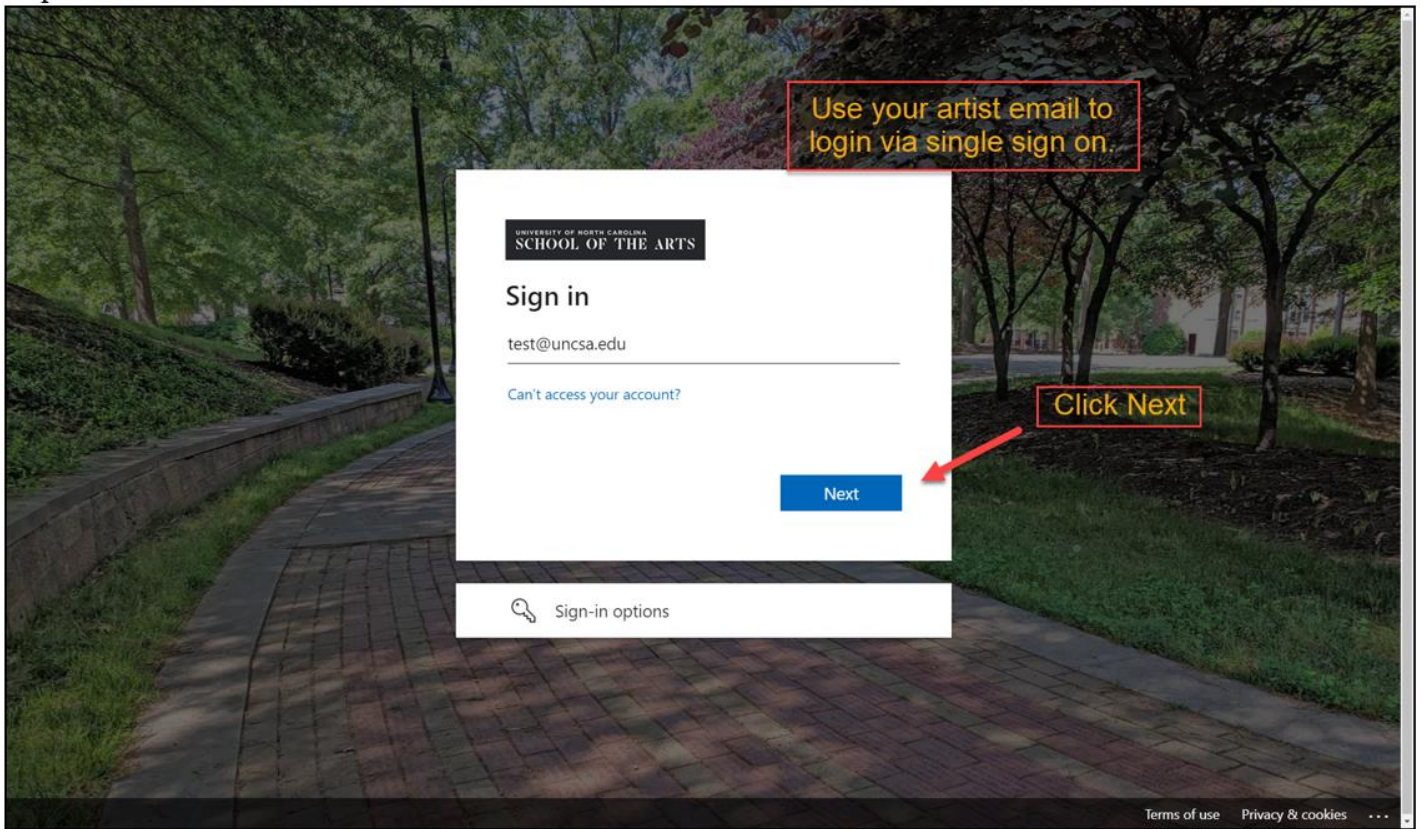 Use your artist email to
login via single sign on.
UNIVERSITY OF NORTH CAROLINA
SCHOOL OF THE ARTS
Sign in
test@uncsa.edu
Can't access your account?
Click Next
Next
Sign-in options
Terms of use Privacy & cookies ...